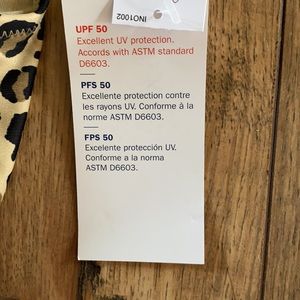 INO1002
UPF 50
Excellent UV protection.
Accords with ASTM standard
D6603.
PFS 50
Excellente protection contre
les rayons UV. Conforme à la
norme ASTM D6603.
FPS 50
Excelente protección UV.
Conforme a la norma
ASTM D6603.